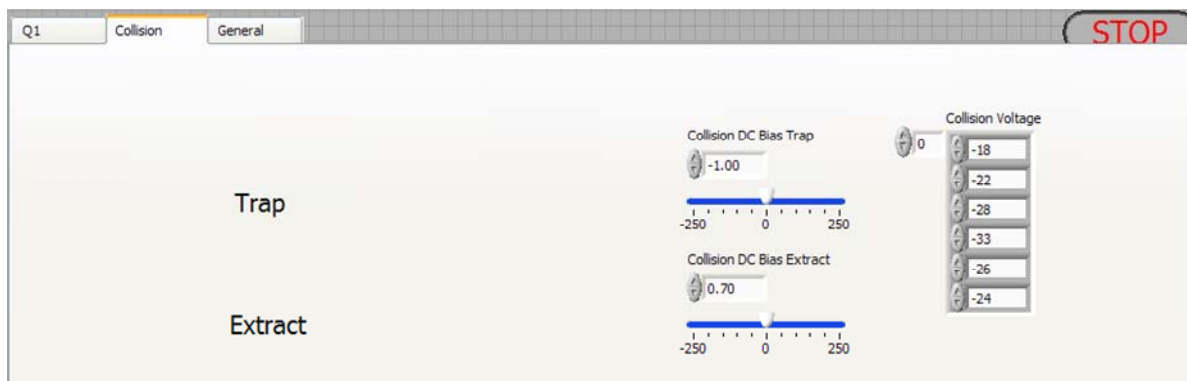 Q1 Collision General STOP
Collision Voltage
Collision DC Bias Trap
0 -18
-1.00
-22
Trap
-28
-250 0 250
-33
Collision DC Bias Extract
-26
0.70
-24
Extract
-250 0 250